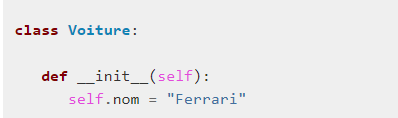 class Voiture:
def __init__(self):
self.nom = "Ferrari"